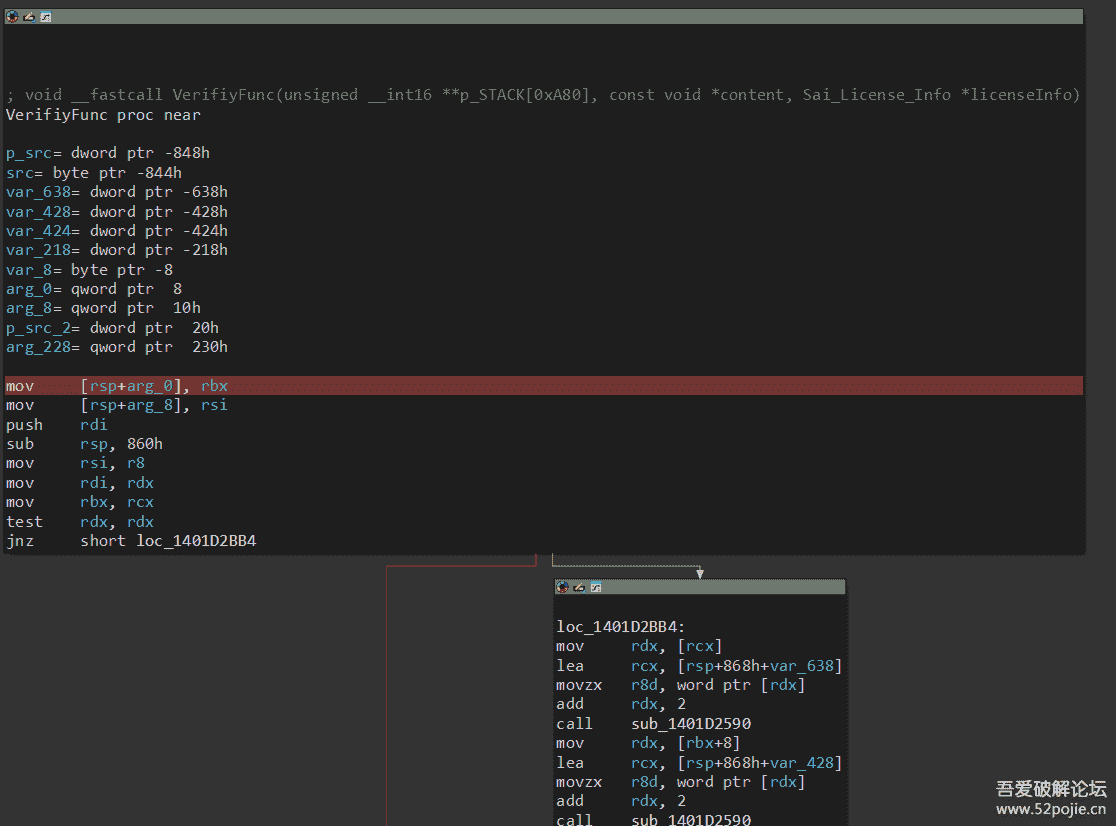 ; void __fastcall VerifiyFunc(unsigned __int16 **p_STACK[0xA80], const void *content, Sai_License_Info *licenseInfo)
VerifiyFunc proc near
p_src= dword ptr -848h
src= byte ptr -844h
var_638= dword ptr -638h
var_428= dword ptr -428h
var_424= dword ptr -424h
var_218= dword ptr -218h
var_8= byte ptr -8
arg_0= qword ptr  8
arg_8= qword ptr  10h
p_src_2= dword ptr  20h
arg_228= qword ptr  230h
mov     [rsp+arg_0], rbx
mov     [rsp+arg_8], rsi
push    rdi
sub     rsp, 860h
mov     rsi, r8
mov     rdi, rdx
mov     rbx, rcx
test    rdx, rdx
jnz     short loc_1401D2BB4
loc_1401D2BB4:
mov     rdx, [rcx]
lea     rcx, [rsp+868h+var_638]
movzx   r8d, word ptr [rdx]
add     rdx, 2
call    sub_1401D2590
mov     rdx, [rbx+8]
lea     rcx, [rsp+868h+var_428]
movzx   r8d, word ptr [rdx]
add     rdx, 2
call    sub_1401D2590
吾爱破解论坛
www.52pojie.cn